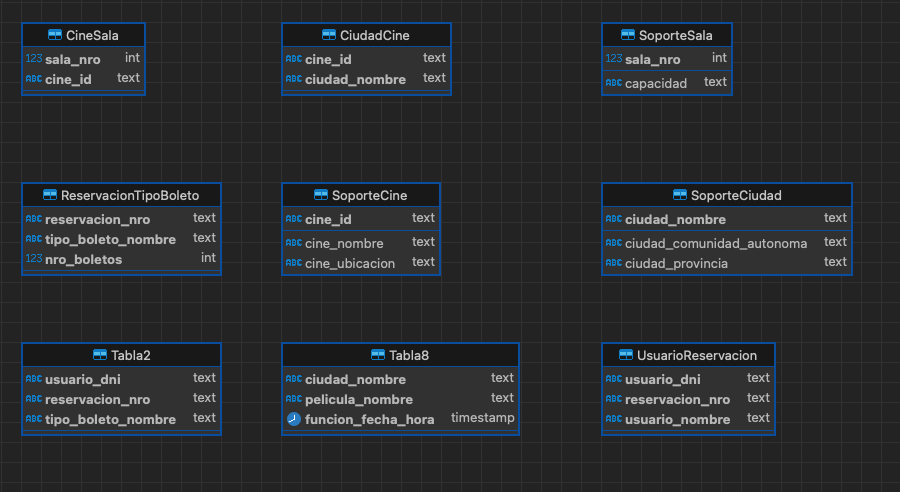 CineSala
123 sala_nro int
ABC cine_id text
CiudadCine
ABC cine_id text
ABC ciudad_nombre text
SoporteSala
123 sala_nro int
ABC capacidad text
ReservacionTipoBoleto
ABC reservacion_nro text
ABC tipo_boleto_nombre text
123 nro_boletos int
SoporteCine
ABC cine_id text
ABC cine_nombre text
ABC cine_ubicacion text
SoporteCiudad
ABC ciudad_nombre text
ABC ciudad_comunidad_autonoma text
ABC ciudad_provincia text
Tabla2
ABC usuario_dni text
ABC reservacion_nro text
ABC tipo_boleto_nombre text
Tabla8
ABC ciudad_nombre text
ABC pelicula_nombre text
funcion_fecha_hora timestamp
UsuarioReservacion
ABC usuario_dni text
ABC reservacion_nro text
ABC usuario_nombre text